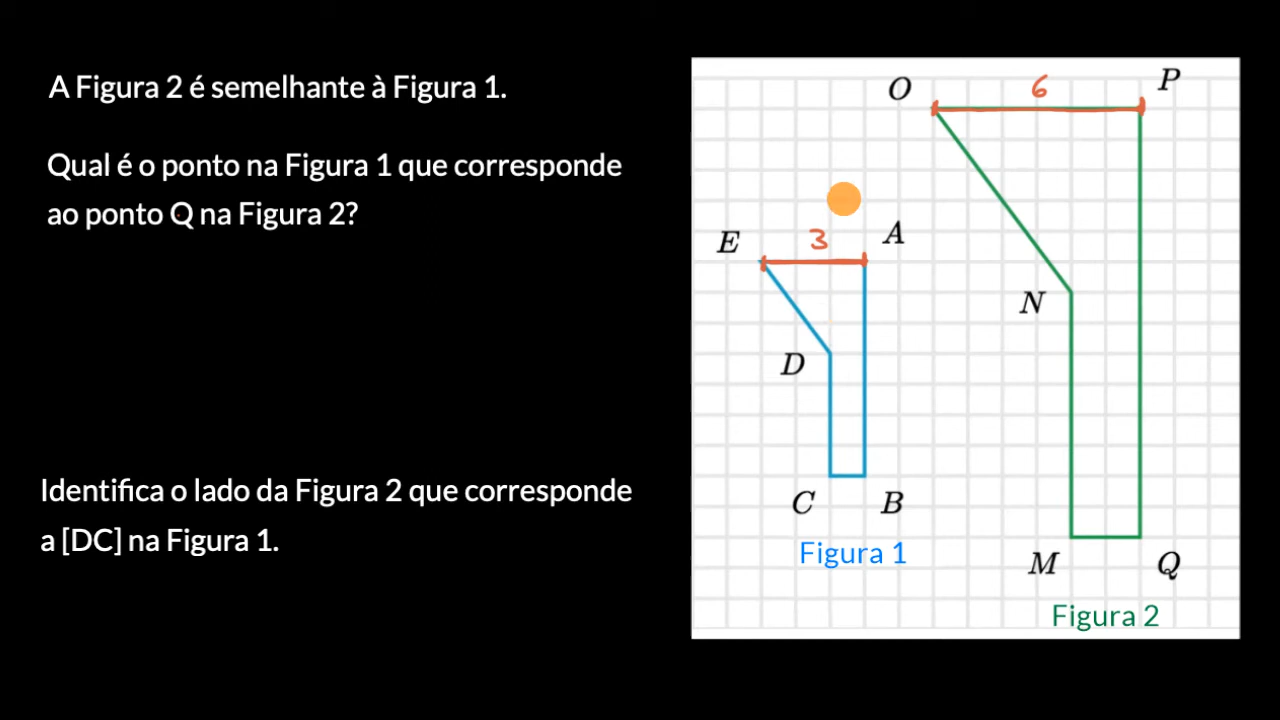 A Figura 2 é semelhante à Figura 1.
Qual é o ponto na Figura 1 que corresponde
ao ponto Q na Figura 2?
Identifica o lado da Figura 2 que corresponde
a [DC] na Figura 1.
O
6
P
E
3
A
N
D
C
B
Figura 1
M
Q
Figura 2